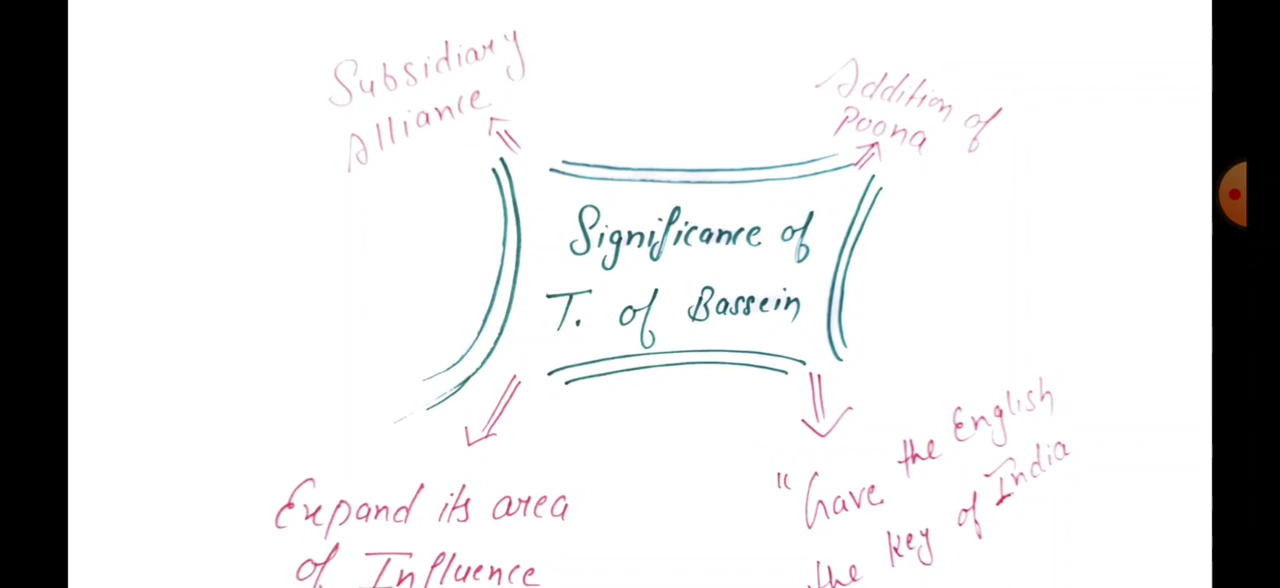 Subsidiary
Alliance
Addition of
Poona
Significance of
T. of Bassein
Expand its area
of Influence
"Gave the English
the key of India